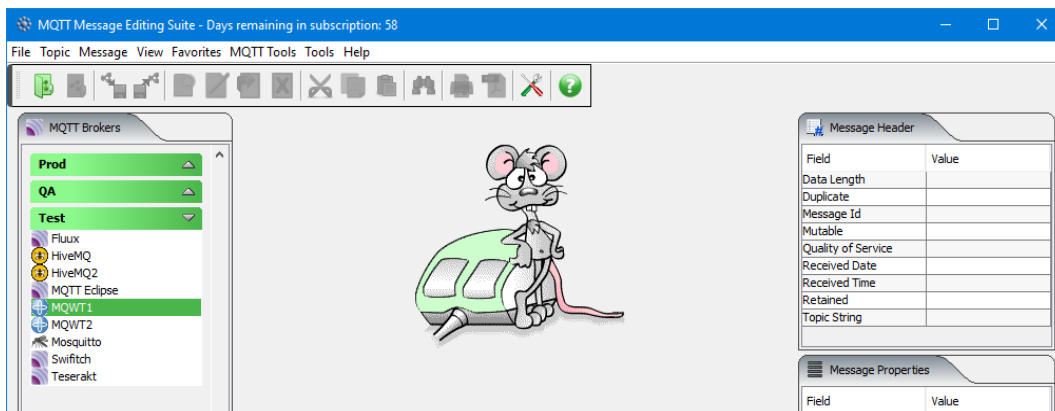 MQTT Message Editing Suite - Days remaining in subscription: 58
File Topic Message View Favorites MQTT Tools Tools Help
MQTT Brokers
Prod
QA
Test
Fluux
HiveMQ
HiveMQ2
MQTT Eclipse
MQWT1
MQWT2
Mosquitto
Swifitch
Teserakt
Message Header
Field Value
Data Length
Duplicate
Message Id
Mutable
Quality of Service
Received Date
Received Time
Retained
Topic String
Message Properties
Field Value